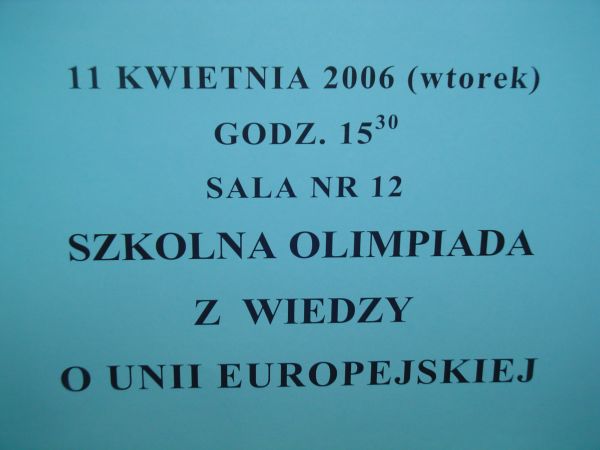 11 KWIETNIA 2006 (wtorek)
GODZ. 15³⁰
SALA NR 12
SZKOLNA OLIMPIADA
Z WIEDZY
O UNII EUROPEJSKIEJ